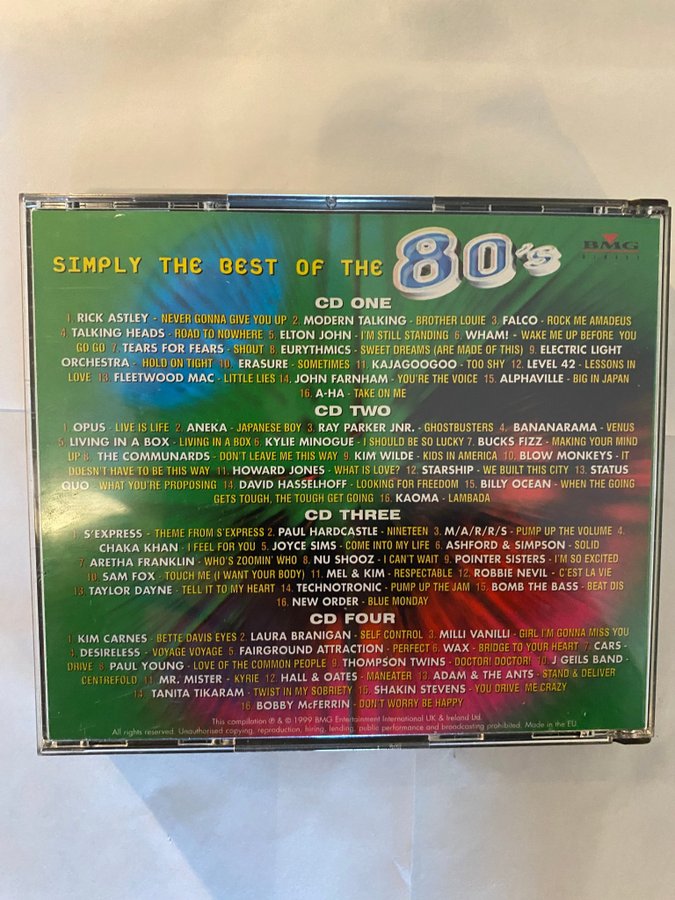 SIMPLY THE BEST OF THE 80's
BMG
DIRECT
CD ONE
1. RICK ASTLEY - NEVER GONNA GIVE YOU UP 2. MODERN TALKING - BROTHER LOUIE 3. FALCO - ROCK ME AMADEUS
4. TALKING HEADS - ROAD TO NOWHERE 5. ELTON JOHN - I'M STILL STANDING 6. WHAM! - WAKE ME UP BEFORE YOU
GO GO 7. TEARS FOR FEARS - SHOUT 8. EURYTHMICS - SWEET DREAMS (ARE MADE OF THIS) 9. ELECTRIC LIGHT
ORCHESTRA - HOLD ON TIGHT 10. ERASURE - SOMETIMES 11. KAJAGOOGOO - TOO SHY 12. LEVEL 42 - LESSONS IN
LOVE 13. FLEETWOOD MAC - LITTLE LIES 14. JOHN FARNHAM - YOU'RE THE VOICE 15. ALPHAVILLE - BIG IN JAPAN
16. A-HA - TAKE ON ME
CD TWO
1. OPUS - LIVE IS LIFE 2. ANEKA - JAPANESE BOY 3. RAY PARKER JNR. - GHOSTBUSTERS 4. BANANARAMA - VENUS
5. LIVING IN A BOX - LIVING IN A BOX 6. KYLIE MINOGUE - I SHOULD BE SO LUCKY 7. BUCKS FIZZ - MAKING YOUR MIND
UP 8. THE COMMUNARDS - DON'T LEAVE ME THIS WAY 9. KIM WILDE - KIDS IN AMERICA 10. BLOW MONKEYS - IT
DOESN'T HAVE TO BE THIS WAY 11. HOWARD JONES - WHAT IS LOVE? 12. STARSHIP - WE BUILT THIS CITY 13. STATUS
QUO - WHAT YOU'RE PROPOSING 14. DAVID HASSELHOFF - LOOKING FOR FREEDOM 15. BILLY OCEAN - WHEN THE GOING
GETS TOUGH, THE TOUGH GET GOING 16. KAOMA - LAMBADA
CD THREE
1. S'EXPRESS - THEME FROM S'EXPRESS 2. PAUL HARDCASTLE - NINETEEN 3. M/A/R/R/S - PUMP UP THE VOLUME 4.
CHAKA KHAN - I FEEL FOR YOU 5. JOYCE SIMS - COME INTO MY LIFE 6. ASHFORD & SIMPSON - SOLID
7. ARETHA FRANKLIN - WHO'S ZOOMIN' WHO 8. NU SHOOZ - I CAN'T WAIT 9. POINTER SISTERS - I'M SO EXCITED
10. SAM FOX - TOUCH ME (I WANT YOUR BODY) 11. MEL & KIM - RESPECTABLE 12. ROBBIE NEVIL - C'EST LA VIE
13. TAYLOR DAYNE - TELL IT TO MY HEART 14. TECHNOTRONIC - PUMP UP THE JAM 15. BOMB THE BASS - BEAT DIS
16. NEW ORDER - BLUE MONDAY
CD FOUR
1. KIM CARNES - BETTE DAVIS EYES 2. LAURA BRANIGAN - SELF CONTROL 3. MILLI VANILLI - GIRL I'M GONNA MISS YOU
4. DESIRELESS - VOYAGE VOYAGE 5. FAIRGROUND ATTRACTION - PERFECT 6. WAX - BRIDGE TO YOUR HEART 7. CARS -
DRIVE 8. PAUL YOUNG - LOVE OF THE COMMON PEOPLE 9. THOMPSON TWINS - DOCTOR! DOCTOR! 10. J GEILS BAND -
CENTREFOLD 11. MR. MISTER - KYRIE 12. HALL & OATES - MANEATER 13. ADAM & THE ANTS - STAND & DELIVER
14. TANITA TIKARAM - TWIST IN MY SOBRIETY 15. SHAKIN STEVENS - YOU DRIVE ME CRAZY
16. BOBBY McFERRIN - DON'T WORRY BE HAPPY
This compilation ℗ & © 1999 BMG Entertainment International UK & Ireland Ltd.
All rights reserved. Unauthorised copying, reproduction, hiring, lending, public performance and broadcasting prohibited. Made in the EU.